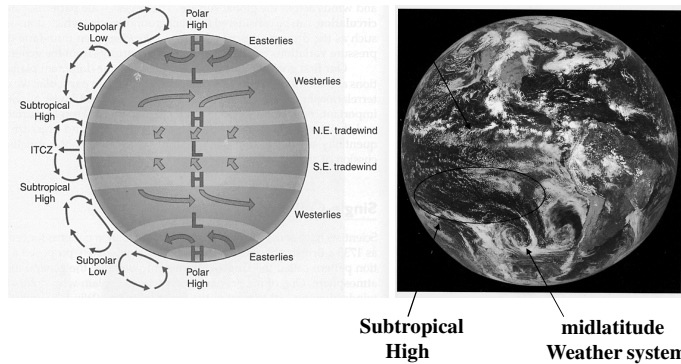 Polar
High
Subpolar
Low
Easterlies
Westerlies
Subtropical
High
N.E. tradewind
ITCZ
S.E. tradewind
Subtropical
High
Westerlies
Subpolar
Low
Easterlies
Polar
High
H
L
H
L
H
L
H
Sing
Subtropical
High
midlatitude
Weather system